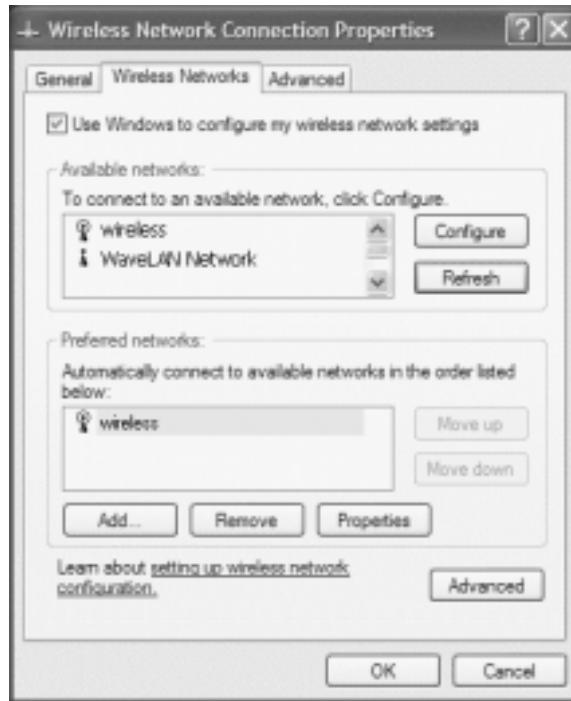 Wireless Network Connection Properties
General Wireless Networks Advanced
Use Windows to configure my wireless network settings
Available networks:
To connect to an available network, click Configure.
wireless
WaveLAN Network
Configure
Refresh
Preferred networks:
Automatically connect to available networks in the order listed
below:
wireless
Move up
Move down
Add... Remove Properties
Learn about setting up wireless network
configuration.
Advanced
OK Cancel